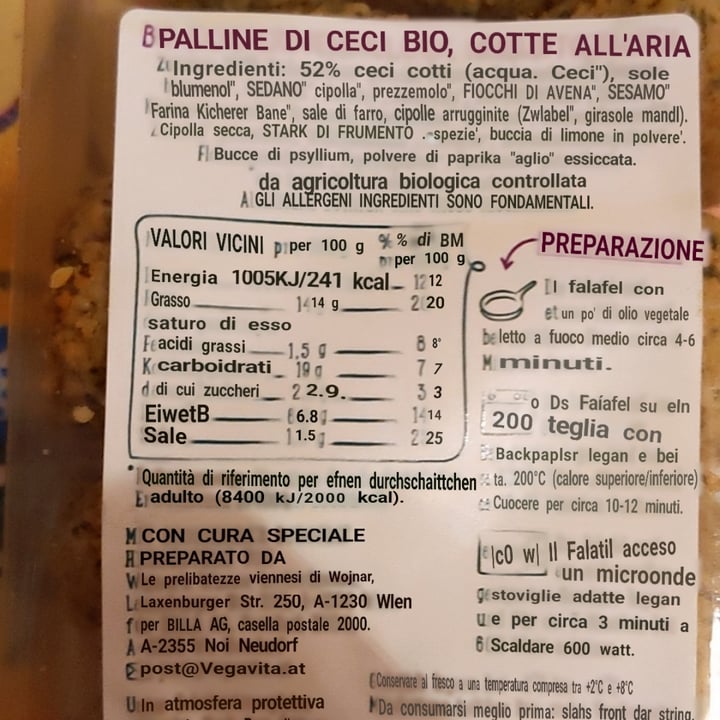 PALLINE DI CECI BIO, COTTE ALL'ARIA
Ingredienti: 52% ceci cotti (acqua. Ceci"), sole
blumenol", SEDANO" cipolla", prezzemolo", FIOCCHI DI AVENA", SESAMO"
Farina Kicherer Bane", sale di farro, cipolle arrugginite (Zwlabel", girasole mandl).
Cipolla secca, STARK DI FRUMENTO .-spezie', buccia di limone in polvere'.
Bucce di psyllium, polvere di paprika "aglio" essiccata.
da agricoltura biologica controllata
GLI ALLERGENI INGREDIENTI SONO FONDAMENTALI.
VALORI VICINI per 100 g % di BM
per 100 g
Energia 1005KJ/241 kcal 12
Grasso 14 g 20
saturo di esso
acidi grassi 1,5 g 8"
carboidrati 19g 7
di cui zuccheri 2.9. 3
EiwetB 6.8 14
Sale 1.5 25
Quantità di riferimento per efnen durchschaittchen
adulto (8400 kJ/2000 kcal).
CON CURA SPECIALE
PREPARATO DA
Le prelibatezze viennesi di Wojnar,
Laxenburger Str. 250, A-1230 Wlen
per BILLA AG, casella postale 2000.
A-2355 Noi Neudorf
post@Vegavita.at
In atmosfera protettiva
PREPARAZIONE
I falafel con
un po' di olio vegetale
letto a fuoco medio circa 4-6
minuti.
o Ds Faíafel su eln
200 teglia con
Backpaplsr legan e bei
ta. 200°C (calore superiore/inferiore)
Cuocere per circa 10-12 minuti.
|c0 w| Il Falatil acceso
un microonde
stoviglie adatte legan
e per circa 3 minuti a
Scaldare 600 watt.
Conservare al fresco a una temperatura compresa tra +2°C e +8°C
Da consumarsi meglio prima: slahs front dar string.